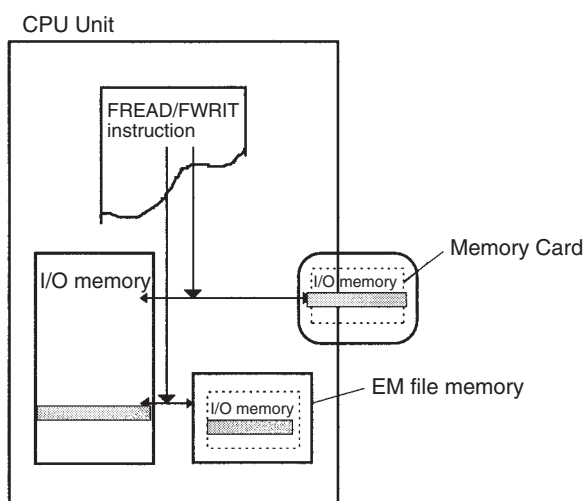 CPU Unit
FREAD/FWRIT
instruction
I/O memory
I/O memory
Memory Card
I/O memory
EM file memory